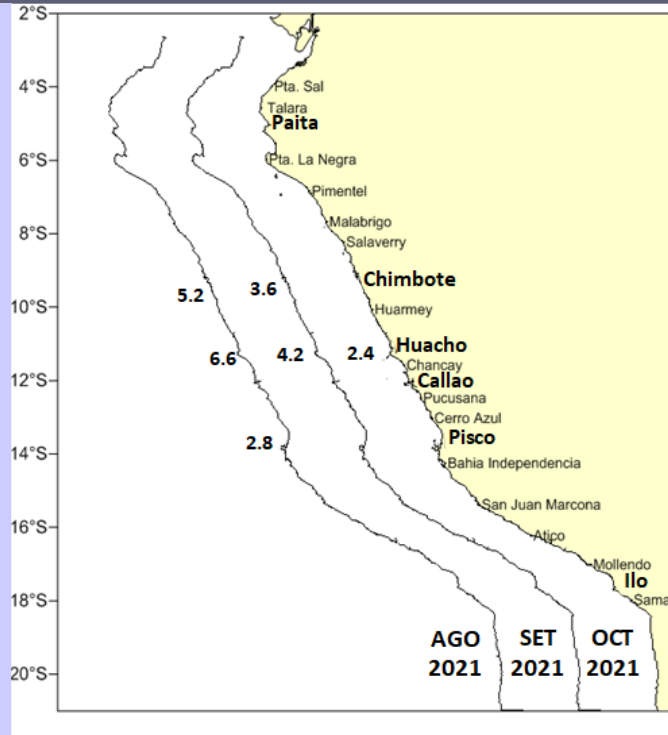 2°S
4°S
Pta. Sal
Talara
Paita
6°S
Pta. La Negra
Pimentel
8°S
Malabrigo
Salaverry
Chimbote
5.2
3.6
10°S
Huarmey
Huacho
6.6
4.2
2.4
Chancay
12°S
Callao
Pucusana
Cerro Azul
2.8
Pisco
14°S
Bahia Independencia
San Juan Marcona
16°S
Atico
Mollendo
Ilo
18°S
Sama
AGO
2021
SET
2021
OCT
2021
20°S